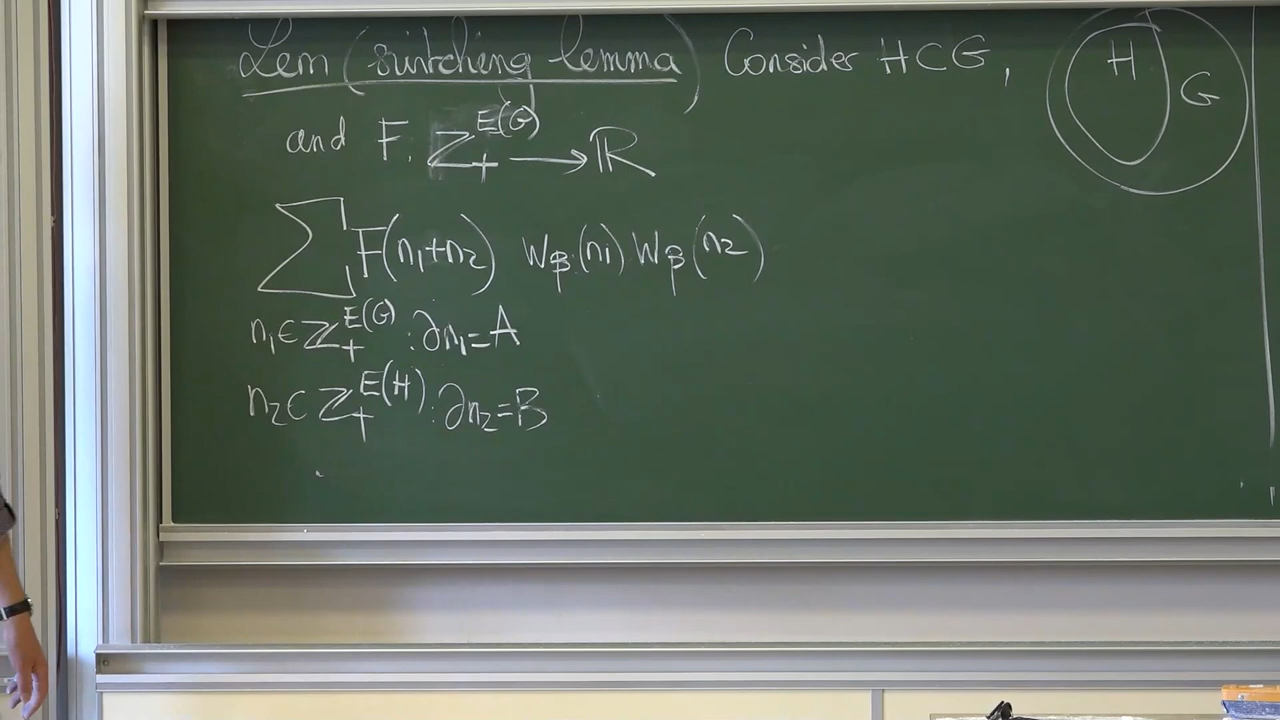 Lem (switching lemma) Consider H⊂G,
and F: ℤ₊^{E(G)} ⟶ ℝ
∑ F(n₁+n₂) w_β(n₁) w_β(n₂)
n₁∈ℤ₊^{E(G)}: ∂n₁=A
n₂∈ℤ₊^{E(H)}: ∂n₂=B
H
G